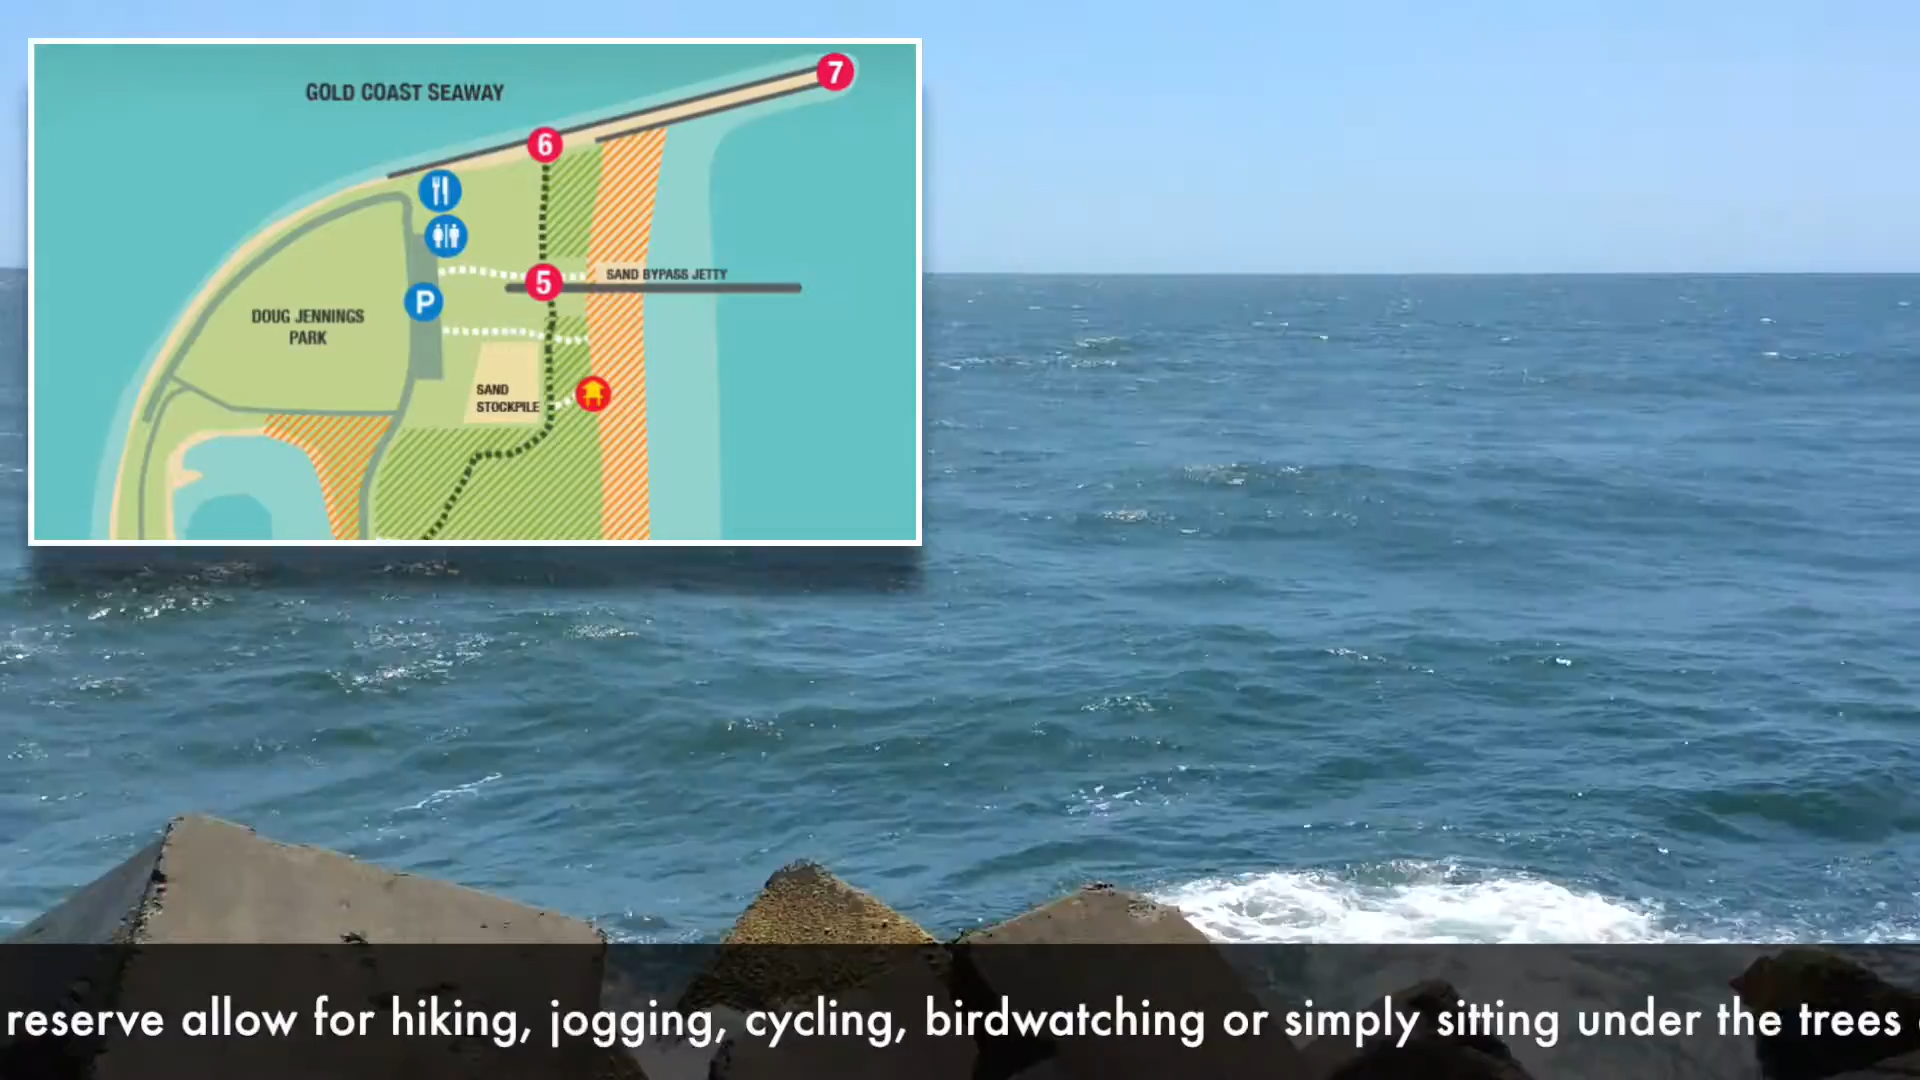 GOLD COAST SEAWAY
7
6
5
SAND BYPASS JETTY
P
DOUG JENNINGS
PARK
SAND
STOCKPILE
reserve allow for hiking, jogging, cycling, birdwatching or simply sitting under the trees